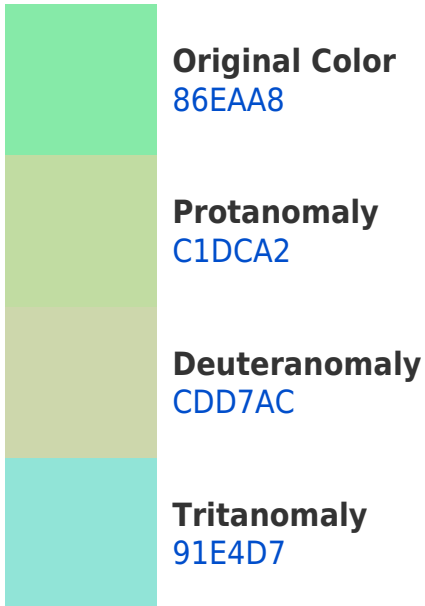 Original Color
86EAA8
Protanomaly
C1DCA2
Deuteranomaly
CDD7AC
Tritanomaly
91E4D7